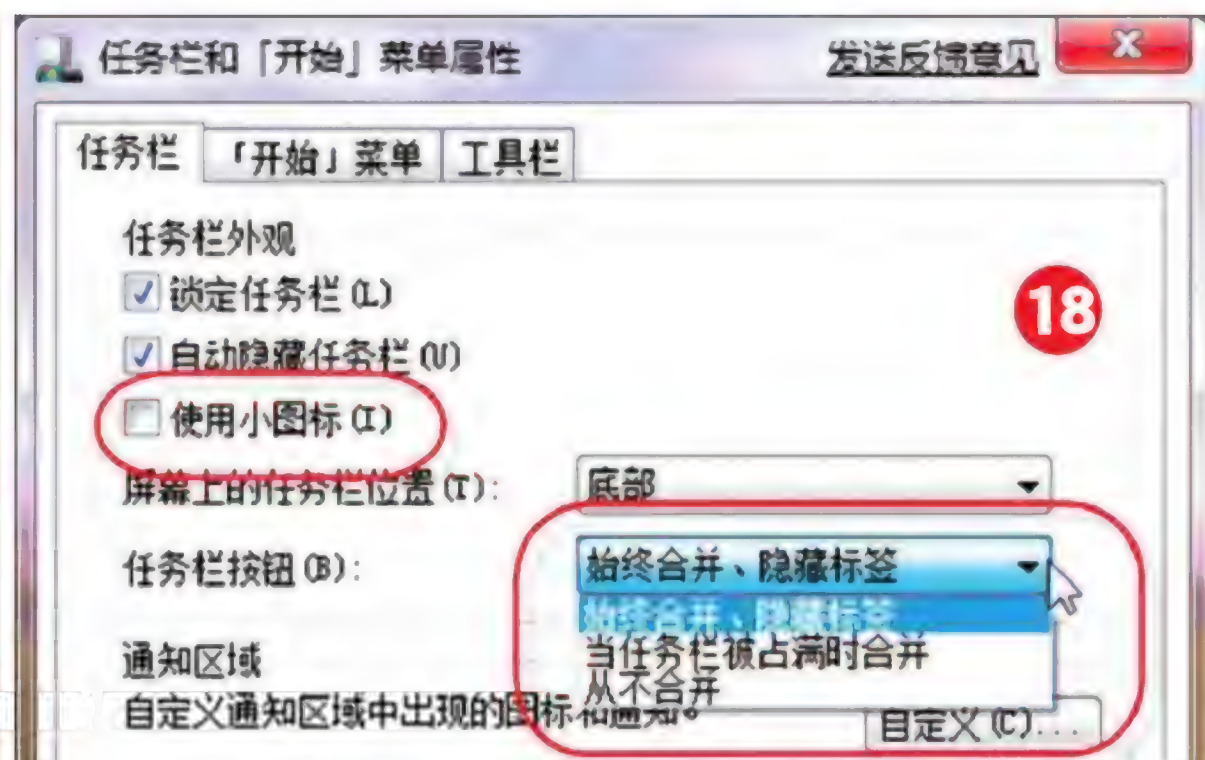 任务栏和「开始」菜单属性 发送反馈意见
任务栏 「开始」菜单 工具栏
任务栏外观
锁定任务栏(L)
18
自动隐藏任务栏(U)
使用小图标(I)
屏幕上的任务栏位置(T): 底部
任务栏按钮(B): 始终合并、隐藏标签
始终合并、隐藏标签
当任务栏被占满时合并
从不合并
通知区域
自定义通知区域中出现的图标和通知。
自定义(C)...